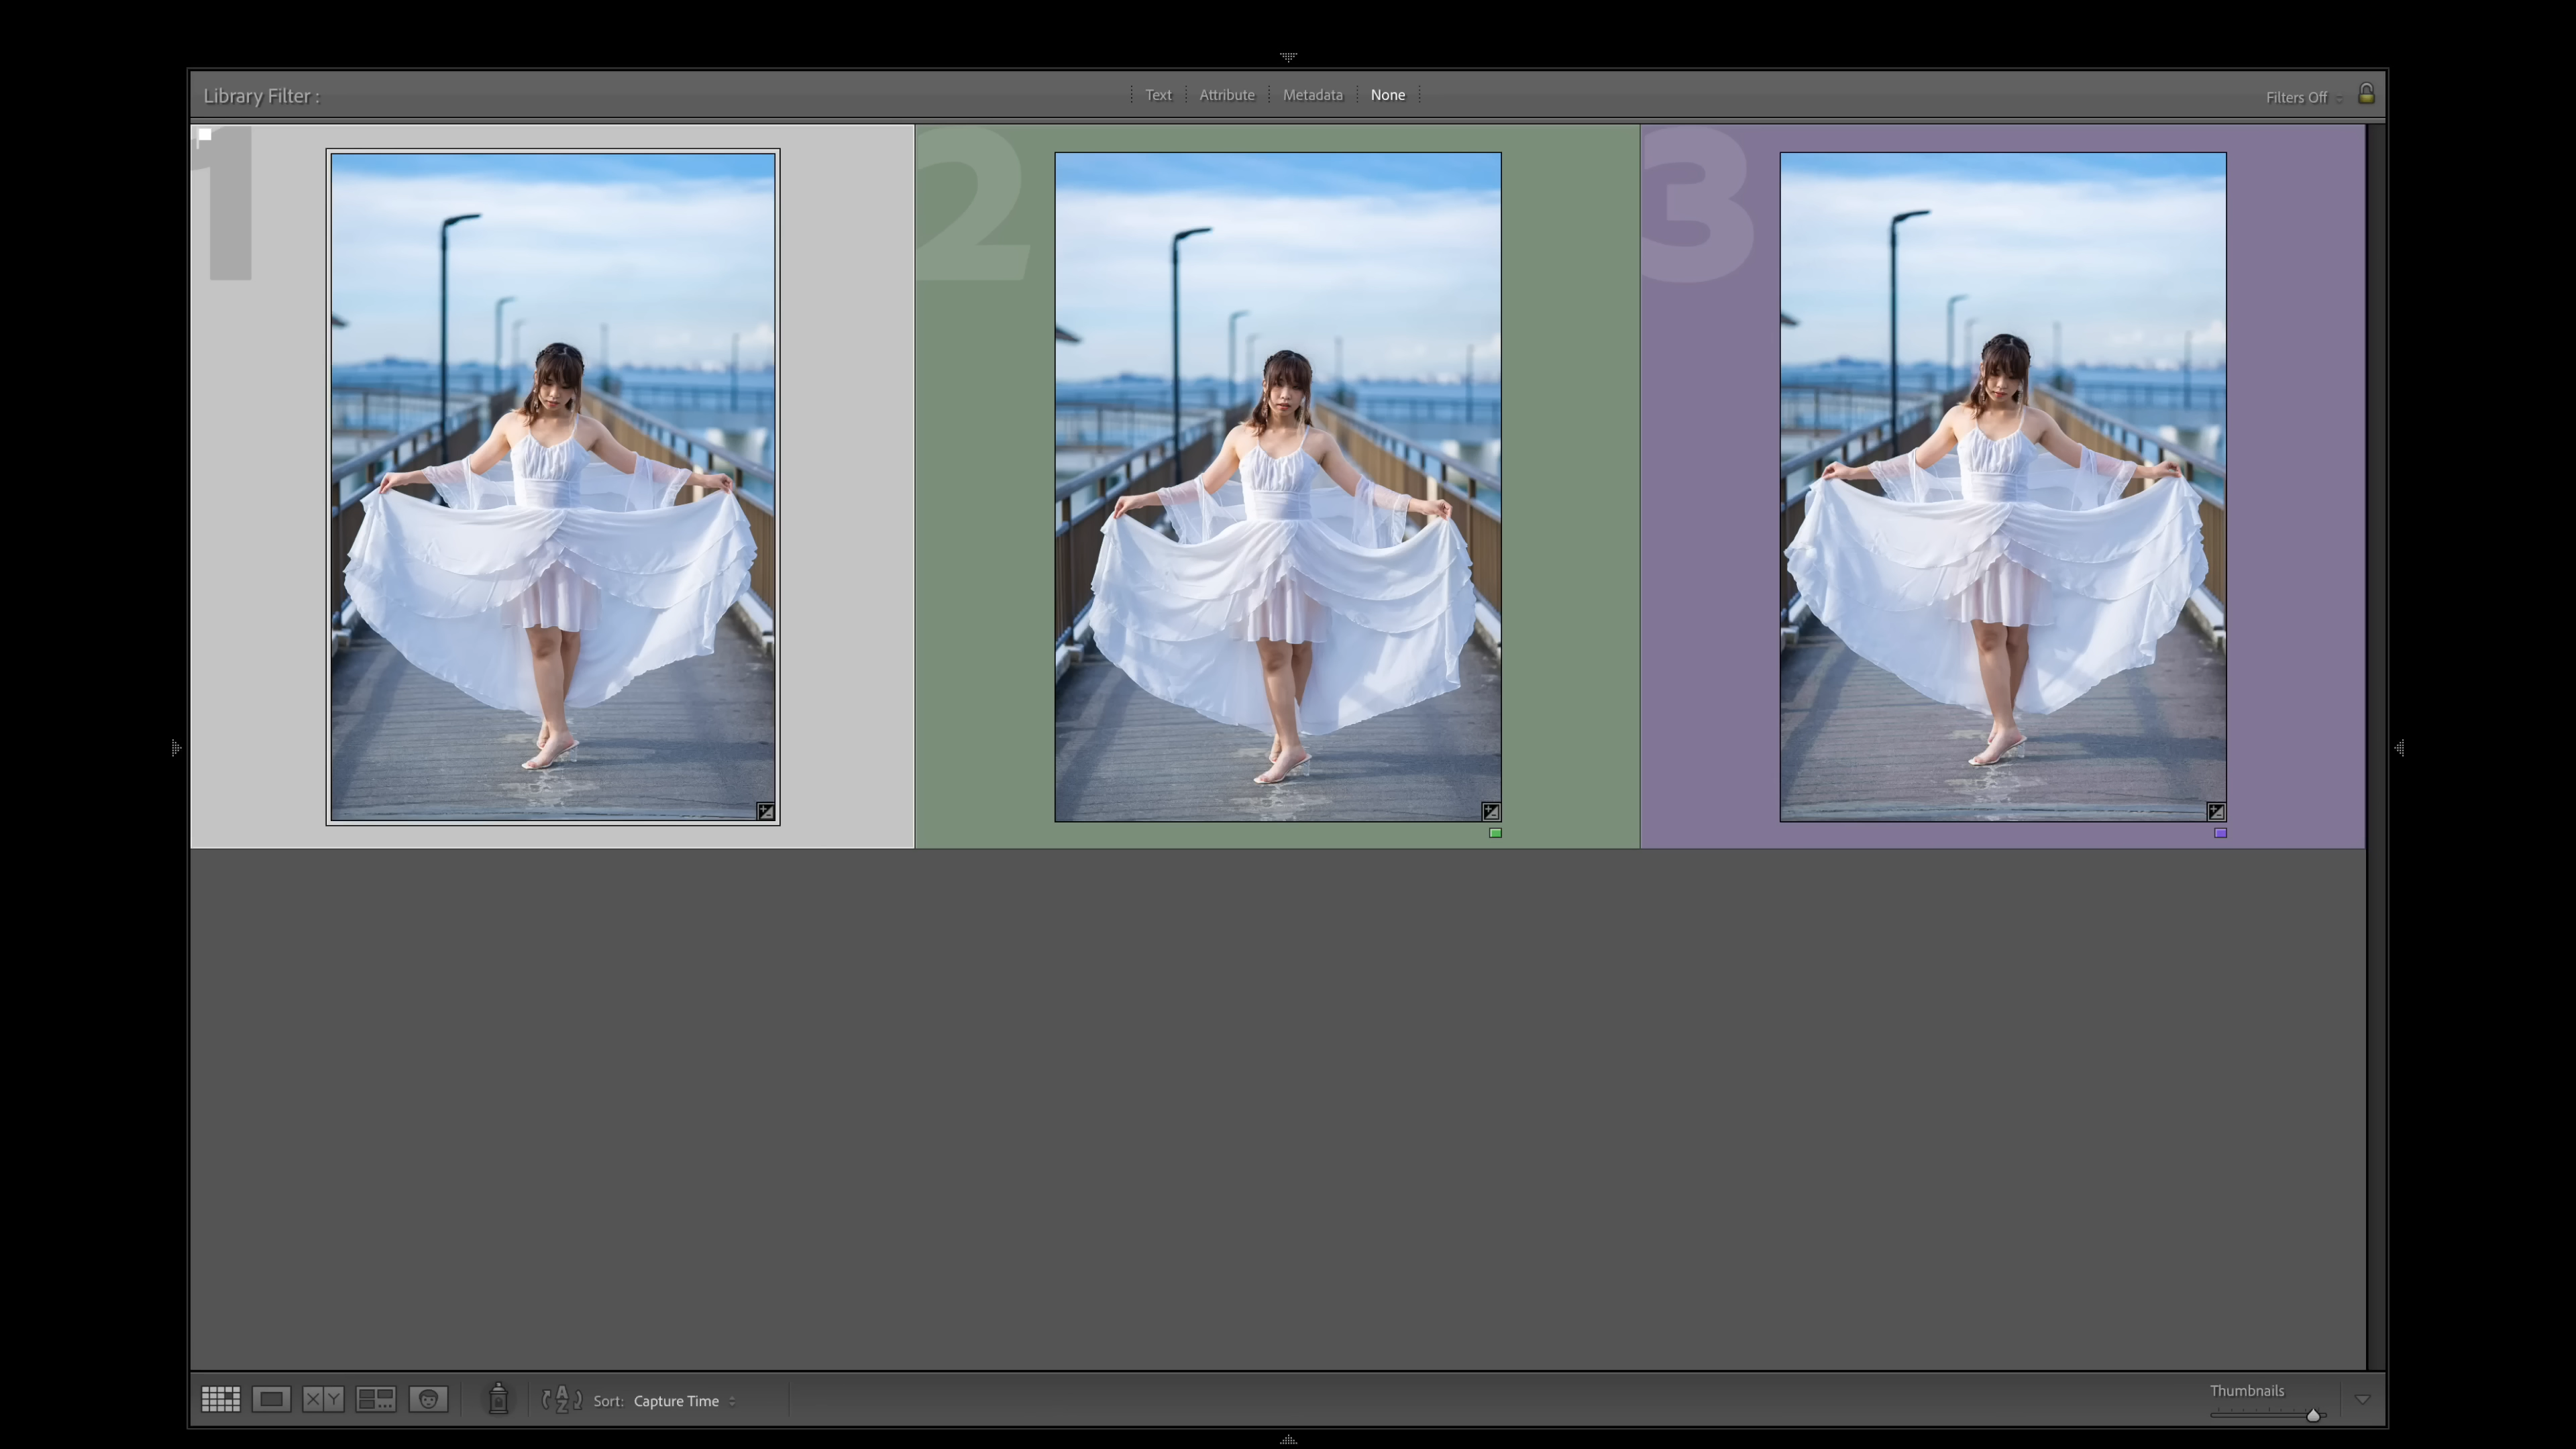 Library Filter :
Text
Attribute
Metadata
None
Filters Off
1
2
3
X Y
A
Z
Sort: Capture Time
Thumbnails